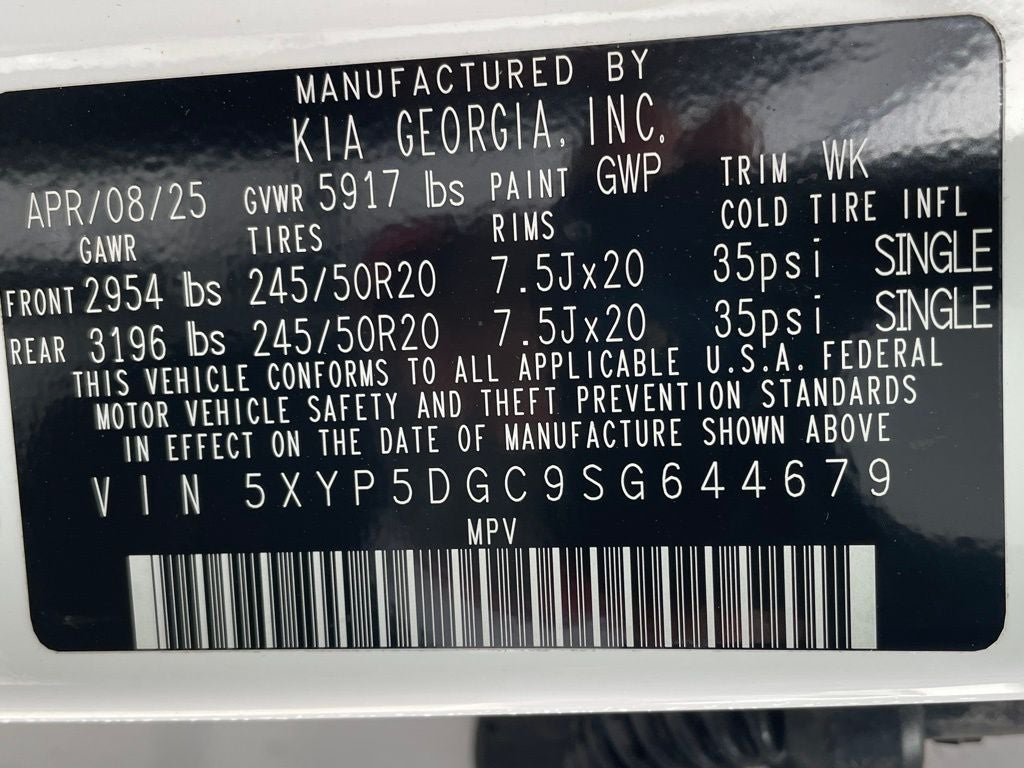 MANUFACTURED BY
KIA GEORGIA, INC.
APR/08/25 GVWR 5917 lbs PAINT GWP TRIM WK
GAWR TIRES RIMS COLD TIRE INFL
FRONT 2954 lbs 245/50R20 7.5Jx20 35psi SINGLE
REAR 3196 lbs 245/50R20 7.5Jx20 35psi SINGLE
THIS VEHICLE CONFORMS TO ALL APPLICABLE U.S.A. FEDERAL
MOTOR VEHICLE SAFETY AND THEFT PREVENTION STANDARDS
IN EFFECT ON THE DATE OF MANUFACTURE SHOWN ABOVE
VIN 5XYP5DGC9SG644679
MPV